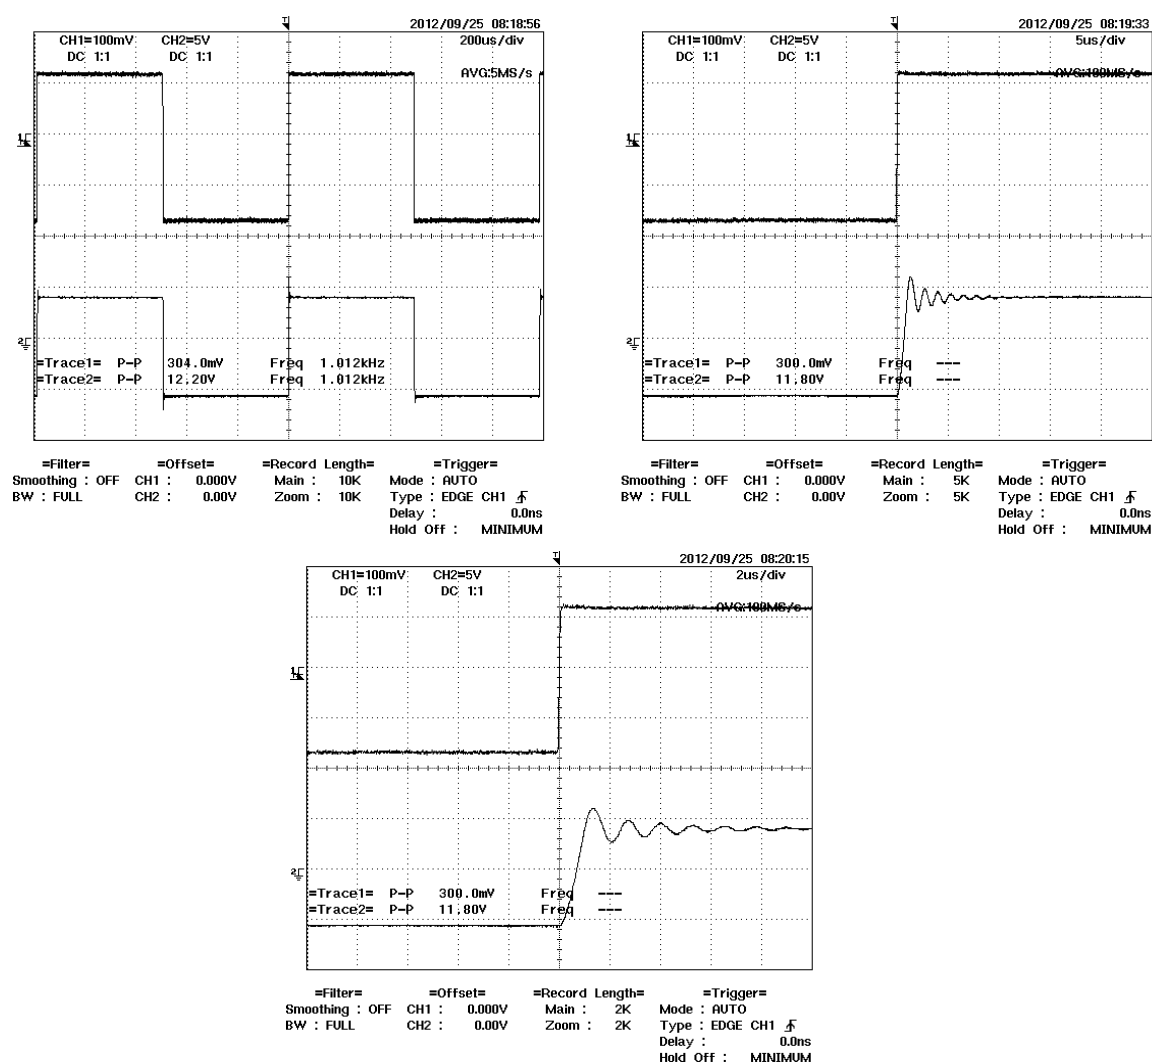 2012/09/25 08:18:56
CH1=100mV CH2=5V 200us/div
DC 1:1 DC 1:1
AVG:5MS/s
=Trace1= P-P 304.0mV Freq 1.012kHz
=Trace2= P-P 12.20V Freq 1.012kHz
=Filter= =Offset= =Record Length= =Trigger=
Smoothing : OFF CH1 : 0.000V Main : 10K Mode : AUTO
BW : FULL CH2 : 0.00V Zoom : 10K Type : EDGE CH1
Delay : 0.0ns
Hold Off : MINIMUM
2012/09/25 08:19:33
CH1=100mV CH2=5V 5us/div
DC 1:1 DC 1:1
AVG:100MS/s
=Trace1= P-P 300.0mV Freq ---
=Trace2= P-P 11.80V Freq ---
=Filter= =Offset= =Record Length= =Trigger=
Smoothing : OFF CH1 : 0.000V Main : 5K Mode : AUTO
BW : FULL CH2 : 0.00V Zoom : 5K Type : EDGE CH1
Delay : 0.0ns
Hold Off : MINIMUM
2012/09/25 08:20:15
CH1=100mV CH2=5V 2us/div
DC 1:1 DC 1:1
AVG:100MS/s
=Trace1= P-P 300.0mV Freq ---
=Trace2= P-P 11.80V Freq ---
=Filter= =Offset= =Record Length= =Trigger=
Smoothing : OFF CH1 : 0.000V Main : 2K Mode : AUTO
BW : FULL CH2 : 0.00V Zoom : 2K Type : EDGE CH1
Delay : 0.0ns
Hold Off : MINIMUM